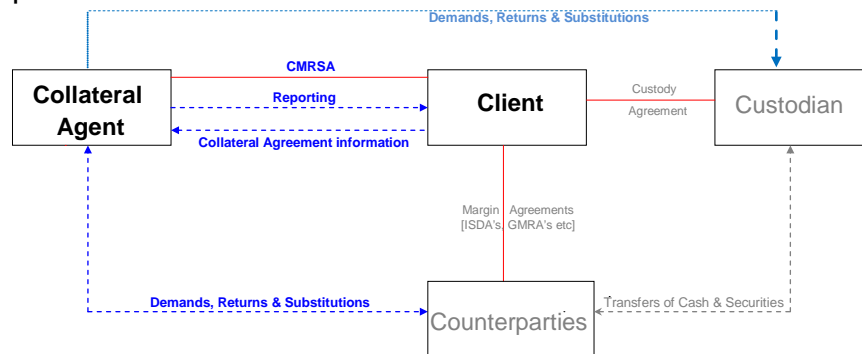 Demands, Returns & Substitutions
CMRSA
Collateral
Agent
Reporting
Client
Custody
Agreement
Custodian
Collateral Agreement information
Margin Agreements
[ISDA's, GMRA's etc]
Demands, Returns & Substitutions
Transfers of Cash & Securities
Counterparties